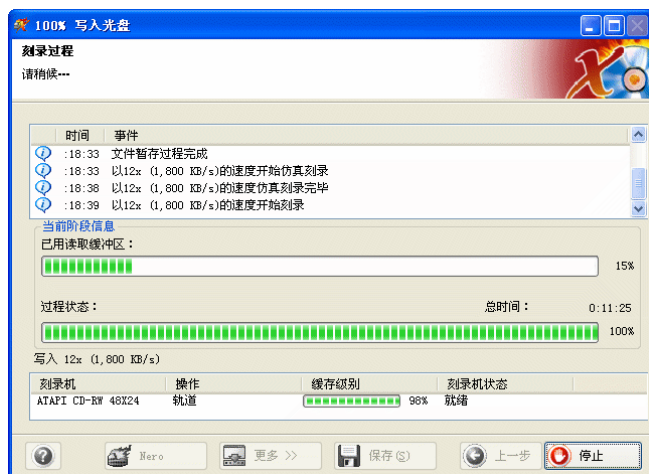 100% 写入光盘
刻录过程
请稍候---
时间 事件
:18:33 文件暂存过程完成
:18:33 以12x (1,800 KB/s)的速度开始仿真刻录
:18:38 以12x (1,800 KB/s)的速度仿真刻录完毕
:18:39 以12x (1,800 KB/s)的速度开始刻录
当前阶段信息
已用读取缓冲区：
15%
过程状态： 总时间： 0:11:25
100%
写入 12x (1,800 KB/s)
刻录机 操作 缓存级别 刻录机状态
ATAPI CD-RW 48X24 轨道 98% 就绪
Nero 更多 >> 保存(S) 上一步 停止